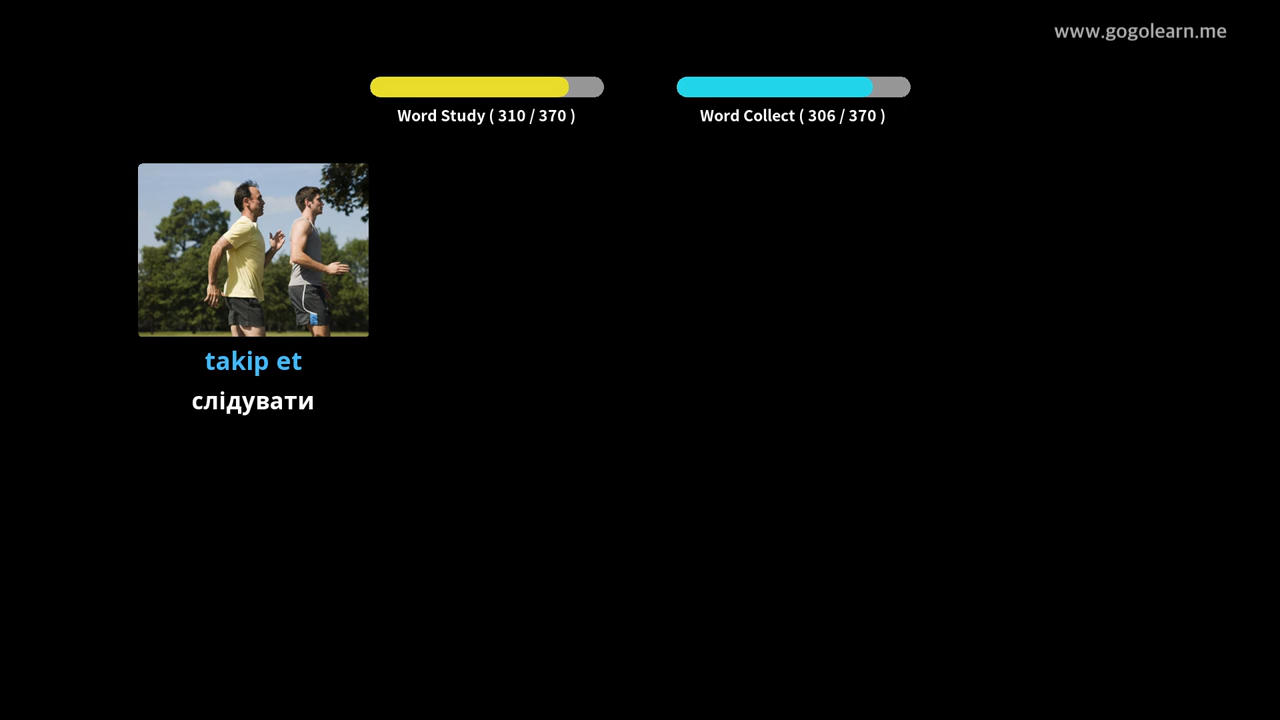 www.gogolearn.me
Word Study ( 310 / 370 )
Word Collect ( 306 / 370 )
takip et
слідувати